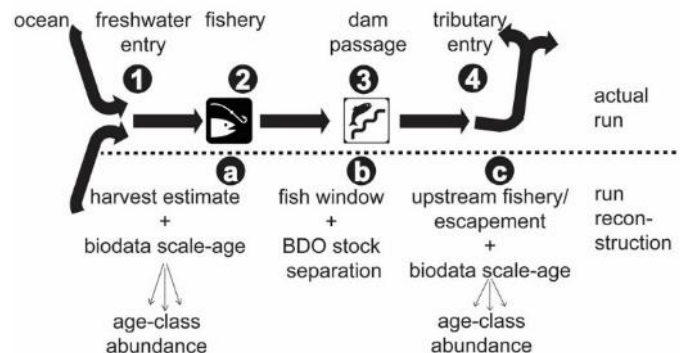 ocean
freshwater
entry
fishery
dam
passage
tributary
entry
1
2
3
4
actual
run
a
b
c
harvest estimate
+
biodata scale-age
age-class
abundance
fish window
+
BDO stock
separation
upstream fishery/
escapement
+
biodata scale-age
age-class
abundance
run
recon-
struction